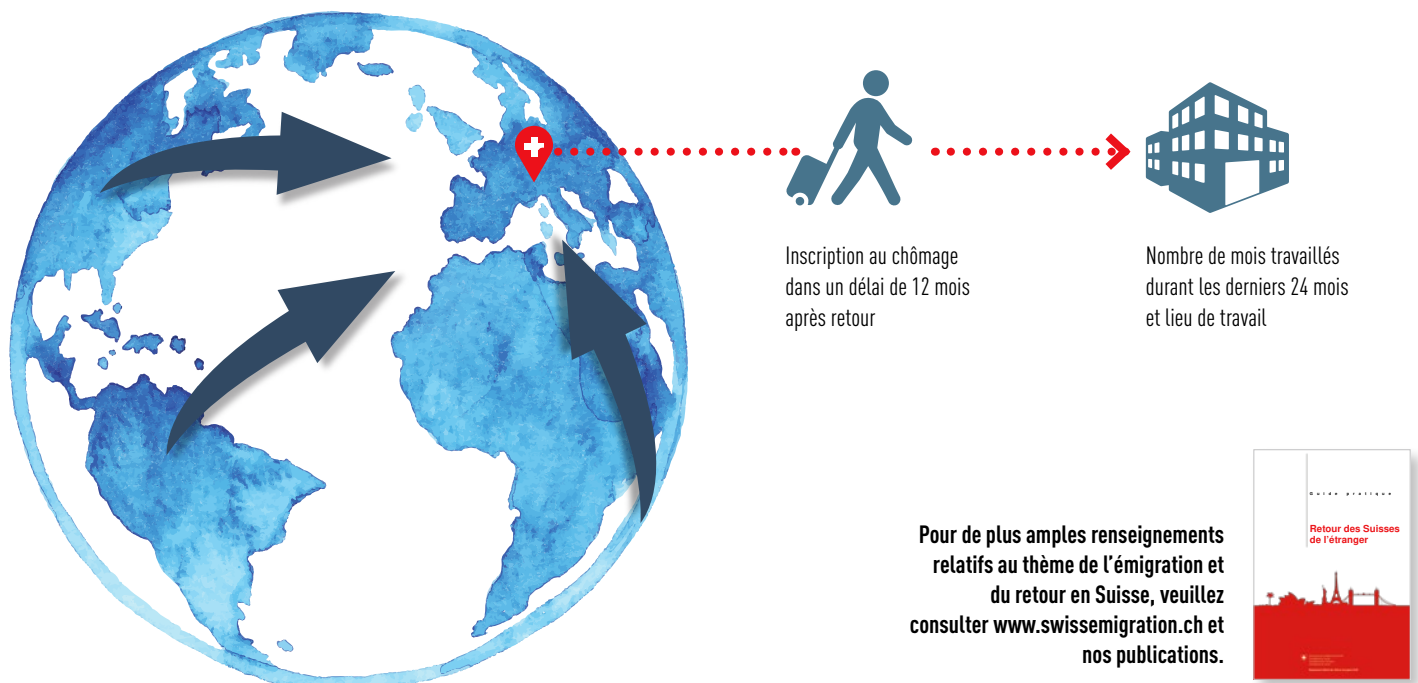 Inscription au chômage
dans un délai de 12 mois
après retour
Nombre de mois travaillés
durant les derniers 24 mois
et lieu de travail
Pour de plus amples renseignements
relatifs au thème de l’émigration et
du retour en Suisse, veuillez
consulter www.swissemigration.ch et
nos publications.
Guide pratique
Retour des Suisses
de l’étranger